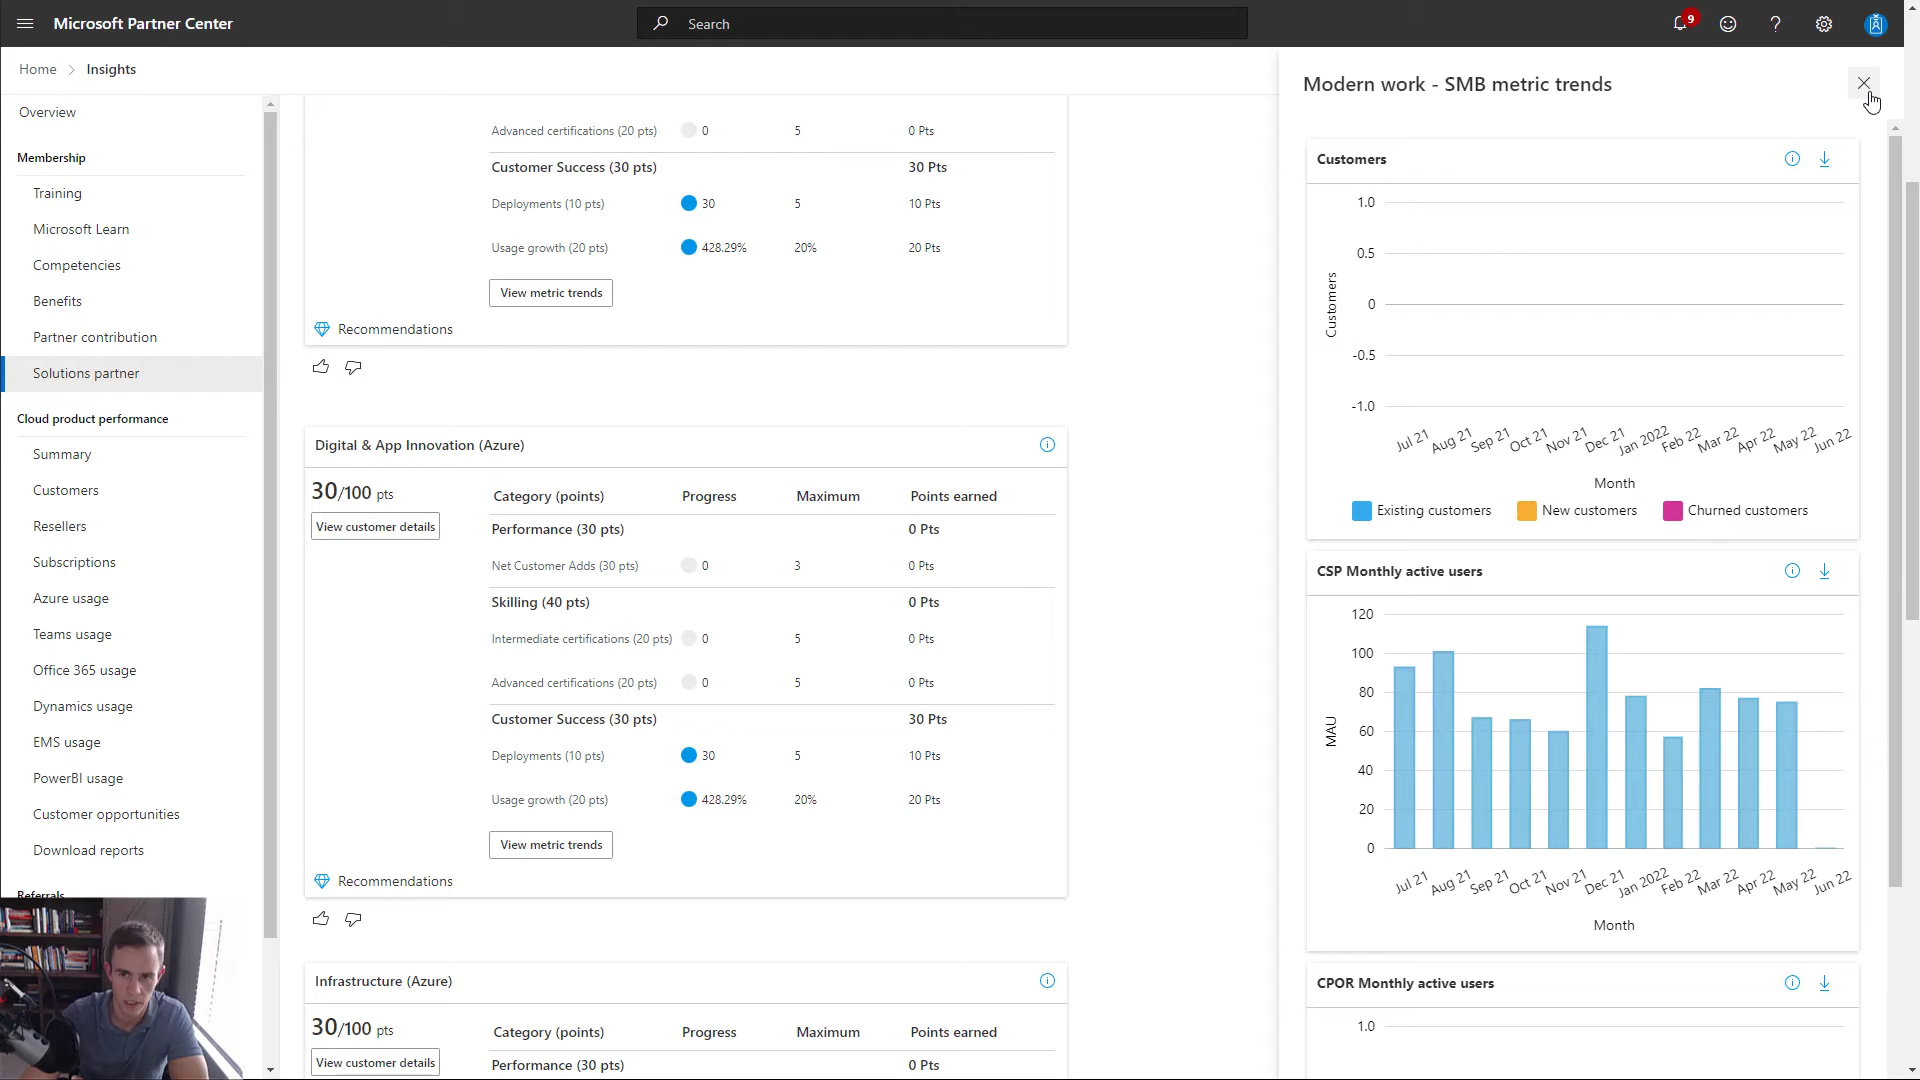 Microsoft Partner Center
Search
9
Home > Insights
Overview
Membership
Training
Microsoft Learn
Competencies
Benefits
Partner contribution
Solutions partner
Cloud product performance
Summary
Customers
Resellers
Subscriptions
Azure usage
Teams usage
Office 365 usage
Dynamics usage
EMS usage
PowerBI usage
Customer opportunities
Download reports
Referrals
Advanced certifications (20 pts) 0 5 0 Pts
Customer Success (30 pts) 30 Pts
Deployments (10 pts) 30 5 10 Pts
Usage growth (20 pts) 428.29% 20% 20 Pts
View metric trends
Recommendations
Digital & App Innovation (Azure)
30/100 pts
View customer details
Category (points) Progress Maximum Points earned
Performance (30 pts) 0 Pts
Net Customer Adds (30 pts) 0 3 0 Pts
Skilling (40 pts) 0 Pts
Intermediate certifications (20 pts) 0 5 0 Pts
Advanced certifications (20 pts) 0 5 0 Pts
Customer Success (30 pts) 30 Pts
Deployments (10 pts) 30 5 10 Pts
Usage growth (20 pts) 428.29% 20% 20 Pts
View metric trends
Recommendations
Infrastructure (Azure)
30/100 pts
View customer details
Category (points) Progress Maximum Points earned
Performance (30 pts) 0 Pts
Modern work - SMB metric trends
Customers
1.0
0.5
0
-0.5
-1.0
Customers
Jul 21 Aug 21 Sep 21 Oct 21 Nov 21 Dec 21 Jan 2022 Feb 22 Mar 22 Apr 22 May 22 Jun 22
Month
Existing customers New customers Churned customers
CSP Monthly active users
120
100
80
60
40
20
0
MAU
Jul 21 Aug 21 Sep 21 Oct 21 Nov 21 Dec 21 Jan 2022 Feb 22 Mar 22 Apr 22 May 22 Jun 22
Month
CPOR Monthly active users
1.0